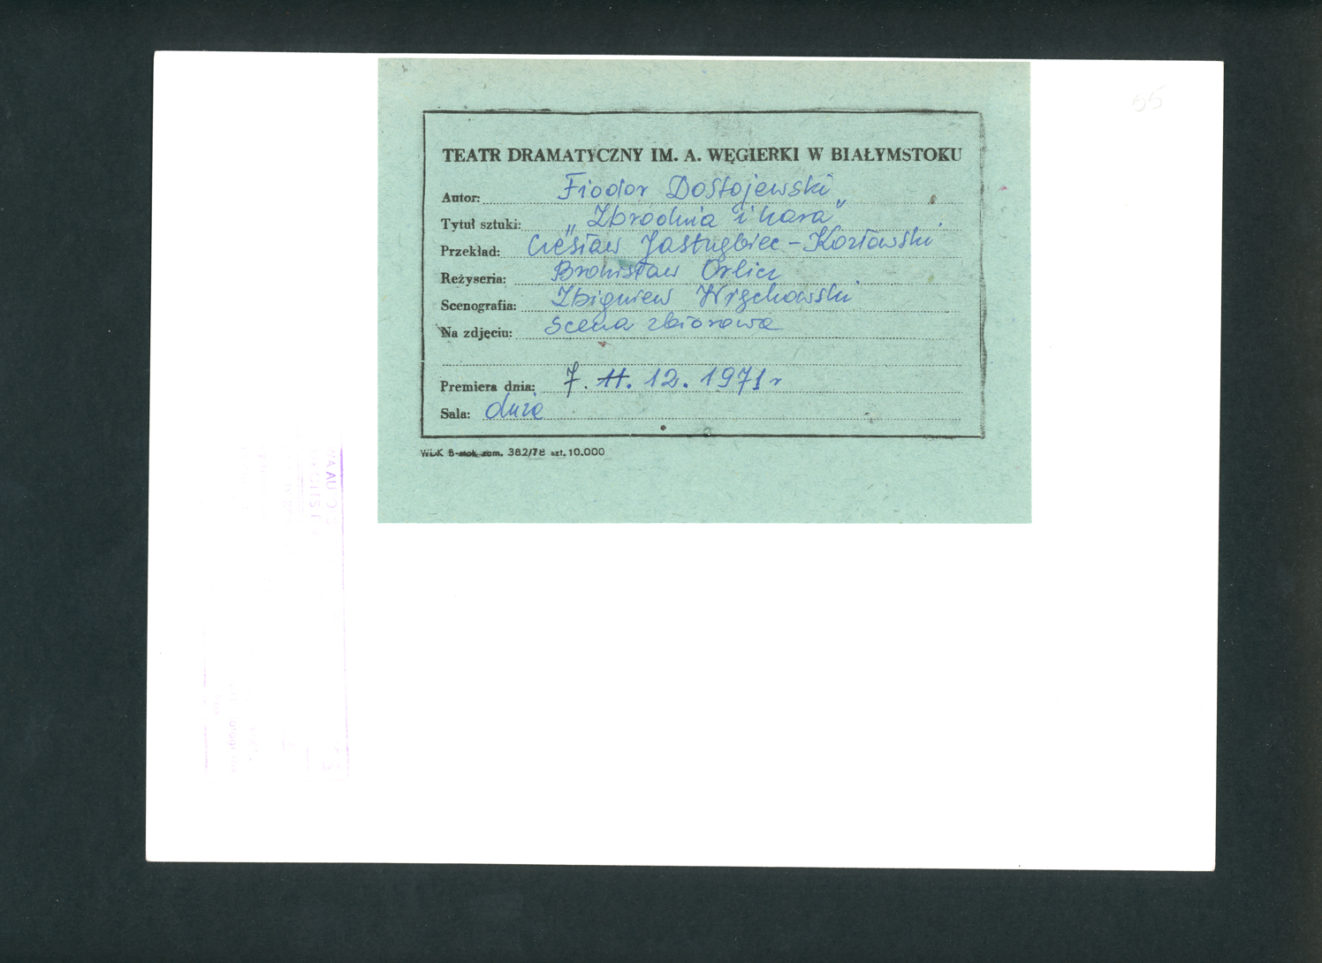 65
TEATR DRAMATYCZNY IM. A. WĘGIERKI W BIAŁYMSTOKU
Autor: Fiodor Dostojewski
Tytuł sztuki: „Zbrodnia i kara"
Przekład: Czesław Jastrzębiec-Kozłowski
Reżyseria: Bronisław Orlicz
Scenografia: Zbigniew
Na zdjęciu: scena zbiorowa
Premiera dnia: 7. 11. 12. 1971 r
Sala: duża
WDK B-stok zam. 382/78 szt. 10.000